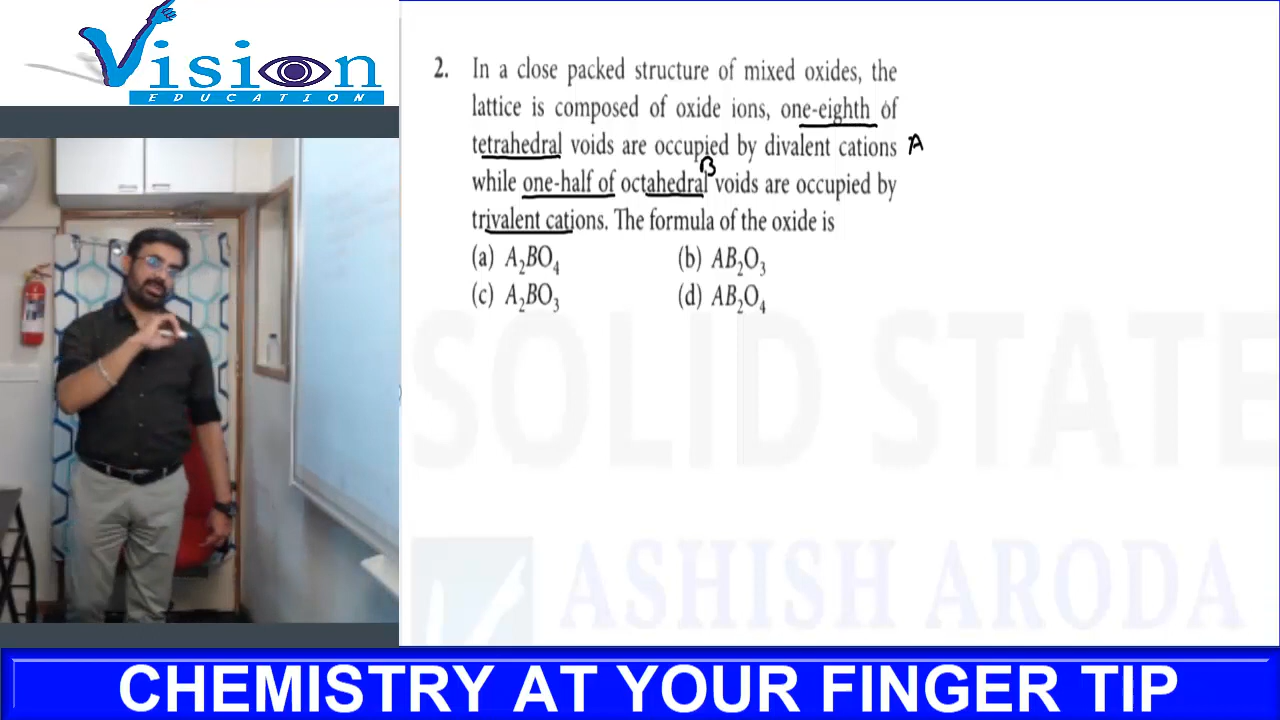 Vision
EDUCATION
2. In a close packed structure of mixed oxides, the
lattice is composed of oxide ions, one-eighth of
tetrahedral voids are occupied by divalent cations A
B
while one-half of octahedral voids are occupied by
trivalent cations. The formula of the oxide is
(a) A₂BO₄ (b) AB₂O₃
(c) A₂BO₃ (d) AB₂O₄
SOLID STATE
ASHISH ARODA
CHEMISTRY AT YOUR FINGER TIP